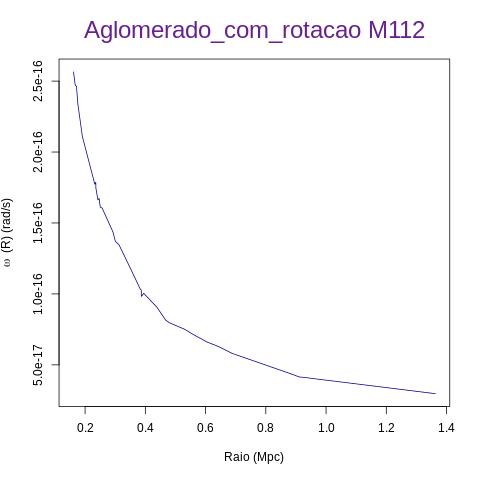 Aglomerado_com_rotacao M112
ω (R) (rad/s)
2.5e-16
2.0e-16
1.5e-16
1.0e-16
5.0e-17
0.2 0.4 0.6 0.8 1.0 1.2 1.4
Raio (Mpc)